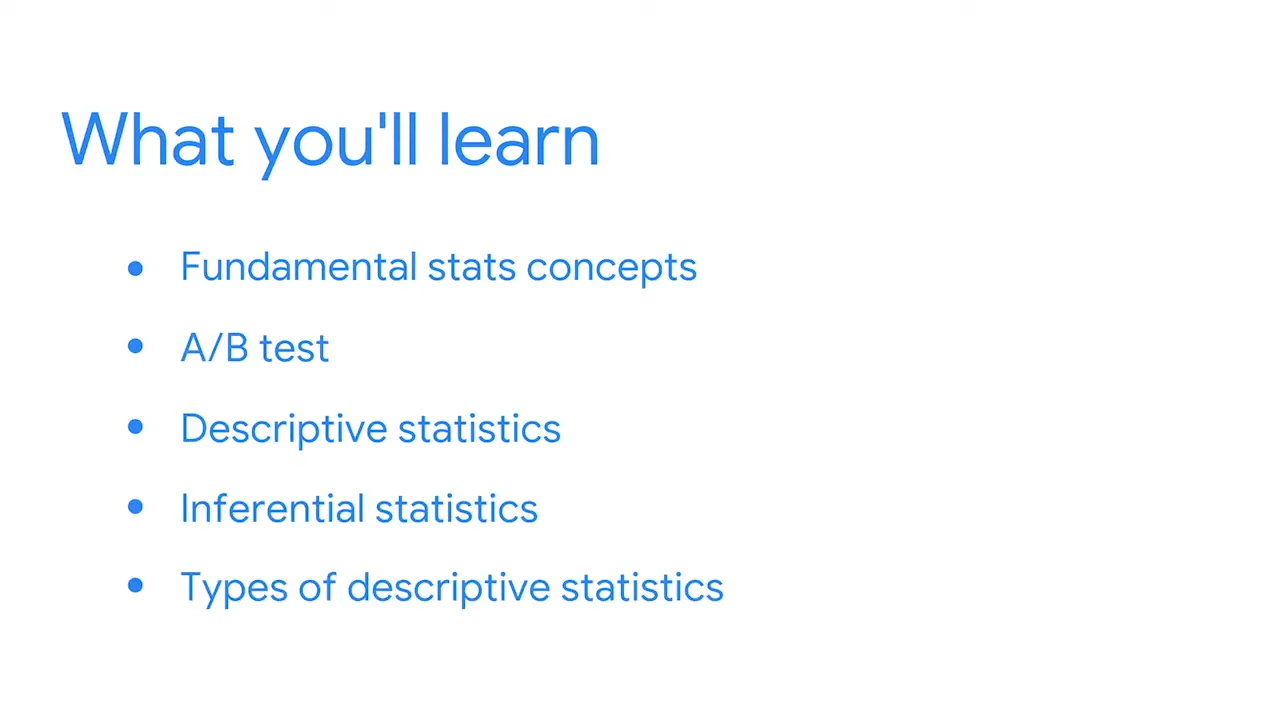 What you'll learn
• Fundamental stats concepts
• A/B test
• Descriptive statistics
• Inferential statistics
• Types of descriptive statistics